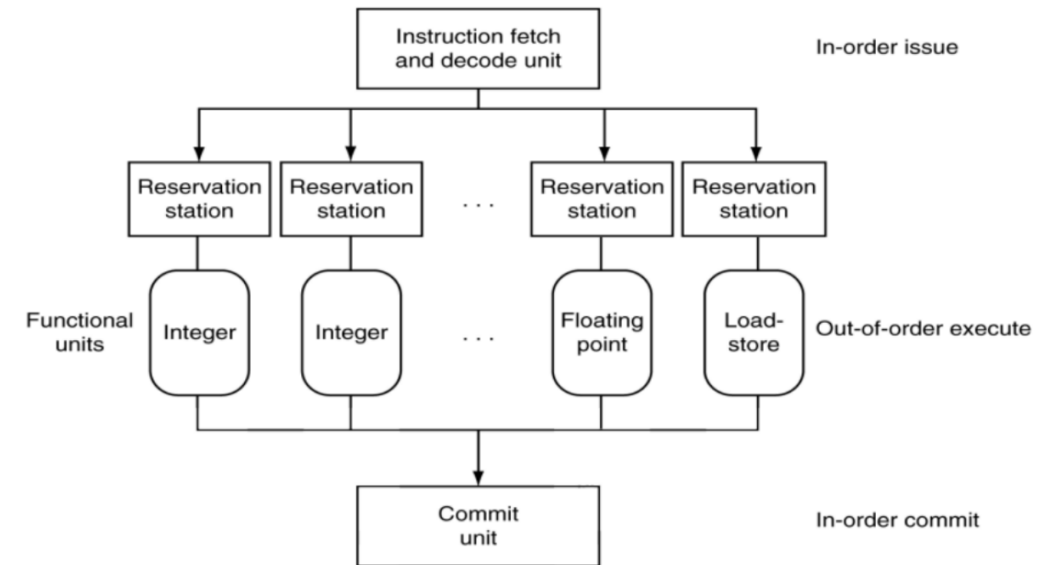 Instruction fetch
and decode unit
In-order issue
Reservation
station
Reservation
station
. . .
Reservation
station
Reservation
station
Functional
units
Integer
Integer
. . .
Floating
point
Load-
store
Out-of-order execute
Commit
unit
In-order commit